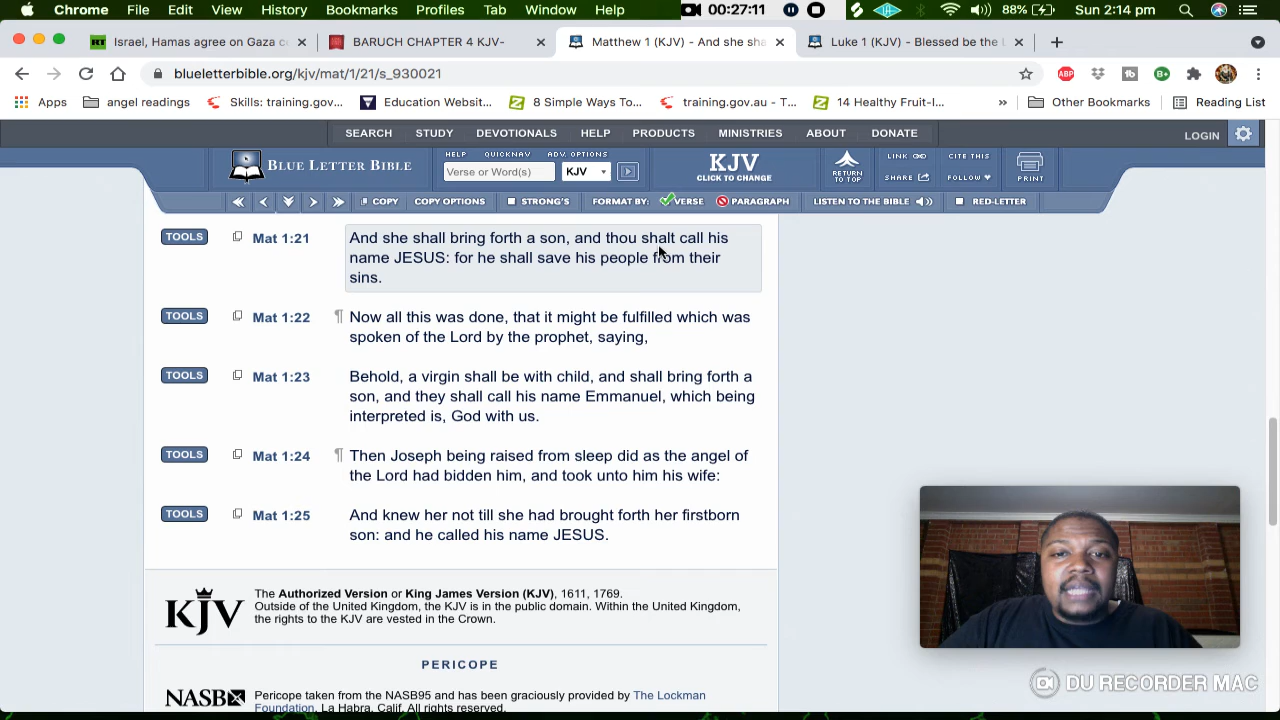 Chrome File Edit View History Bookmarks Profiles Tab Window Help 00:27:11 88% Sun 2:14 pm
Israel, Hamas agree on Gaza c BARUCH CHAPTER 4 KJV- Matthew 1 (KJV) - And she sha Luke 1 (KJV) - Blessed be the L
blueletterbible.org/kjv/mat/1/21/s_930021 ABP
Apps angel readings Skills: training.gov... Education Websit... 8 Simple Ways To... training.gov.au - T... 14 Healthy Fruit-I... » Other Bookmarks Reading List
SEARCH STUDY DEVOTIONALS HELP PRODUCTS MINISTRIES ABOUT DONATE LOGIN
HELP QUICKNAV ADV. OPTIONS
BLUE LETTER BIBLE Verse or Word(s) KJV
KJV
CLICK TO CHANGE
RETURN
TO TOP
LINK CITE THIS
SHARE FOLLOW
PRINT
COPY COPY OPTIONS STRONG'S FORMAT BY: VERSE PARAGRAPH LISTEN TO THE BIBLE RED-LETTER
TOOLS Mat 1:21 And she shall bring forth a son, and thou shalt call his
name JESUS: for he shall save his people from their
sins.
TOOLS Mat 1:22 ¶ Now all this was done, that it might be fulfilled which was
spoken of the Lord by the prophet, saying,
TOOLS Mat 1:23 Behold, a virgin shall be with child, and shall bring forth a
son, and they shall call his name Emmanuel, which being
interpreted is, God with us.
TOOLS Mat 1:24 ¶ Then Joseph being raised from sleep did as the angel of
the Lord had bidden him, and took unto him his wife:
TOOLS Mat 1:25 And knew her not till she had brought forth her firstborn
son: and he called his name JESUS.
KJV
The Authorized Version or King James Version (KJV), 1611, 1769.
Outside of the United Kingdom, the KJV is in the public domain. Within the United Kingdom,
the rights to the KJV are vested in the Crown.
PERICOPE
NASB
Pericope taken from the NASB95 and has been graciously provided by The Lockman
Foundation, La Habra, Calif. All rights reserved.
DU RECORDER MAC